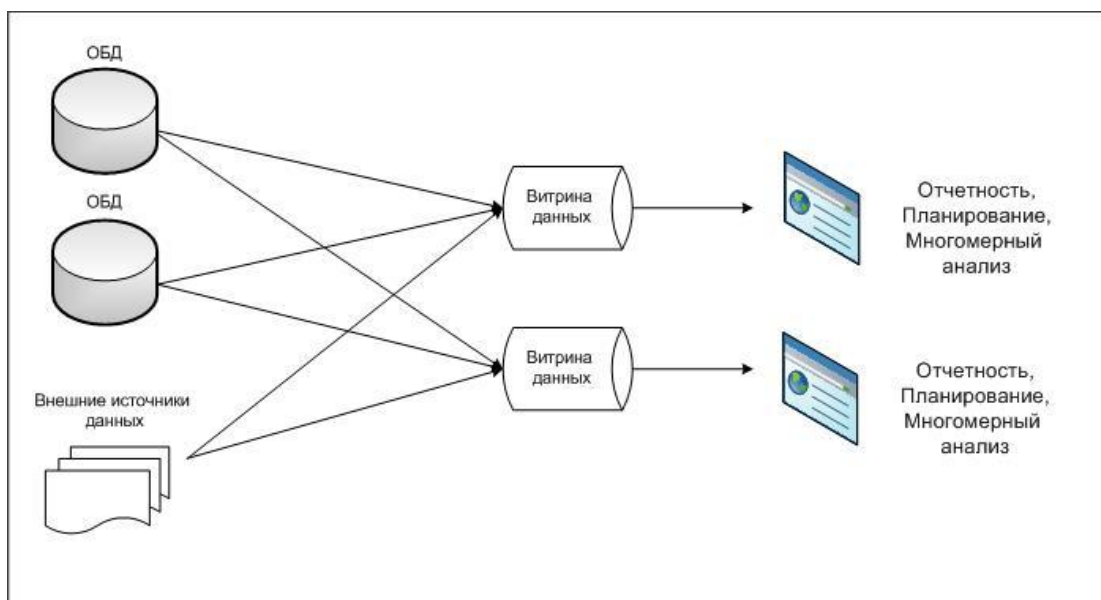 ОБД
ОБД
Внешние источники
данных
Витрина
данных
Витрина
данных
Отчетность,
Планирование,
Многомерный
анализ
Отчетность,
Планирование,
Многомерный
анализ